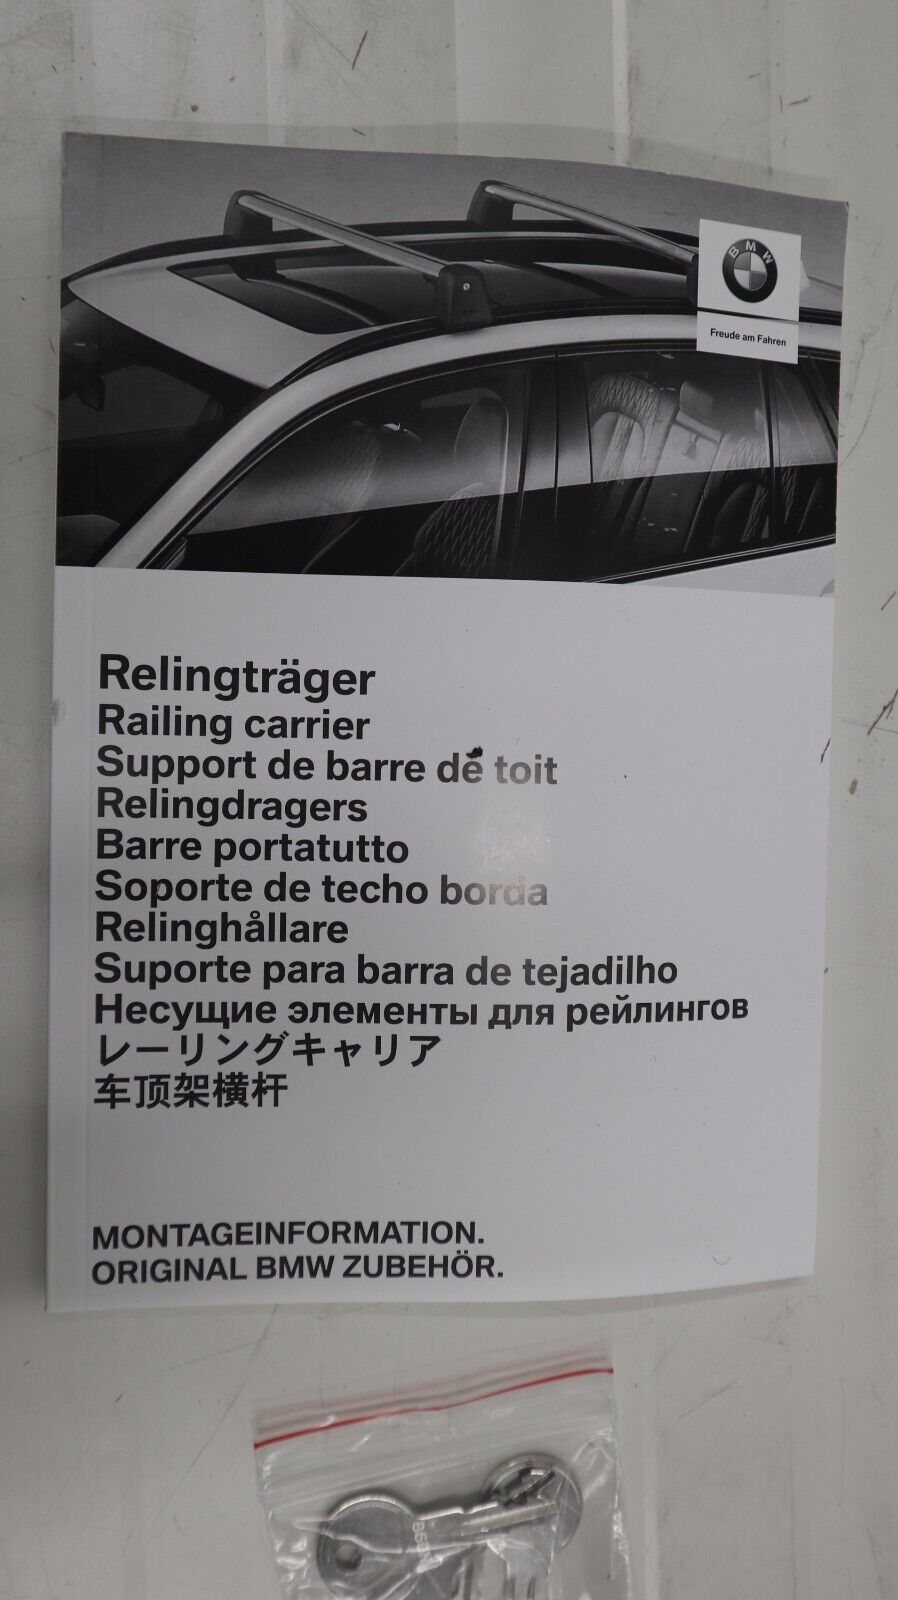 BMW
Freude am Fahren
Relingträger
Railing carrier
Support de barre de toit
Relingdragers
Barre portatutto
Soporte de techo borda
Relinghållare
Suporte para barra de tejadilho
Несущие элементы для рейлингов
レーリングキャリア
车顶架横杆
MONTAGEINFORMATION.
ORIGINAL BMW ZUBEHÖR.